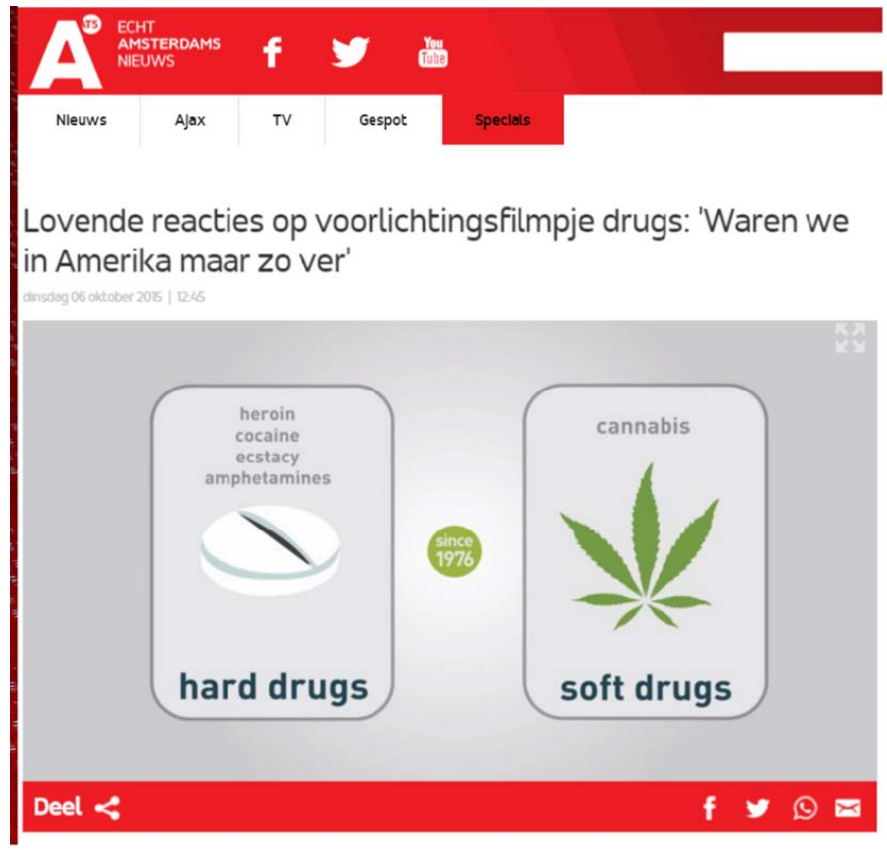 AT5
ECHT
AMSTERDAMS
NIEUWS
You
Tube
Nieuws
Ajax
TV
Gespot
Specials
Lovende reacties op voorlichtingsfilmpje drugs: 'Waren we
in Amerika maar zo ver'
dinsdag 06 oktober 2015 | 12:45
heroin
cocaine
ecstacy
amphetamines
hard drugs
since
1976
cannabis
soft drugs
Deel